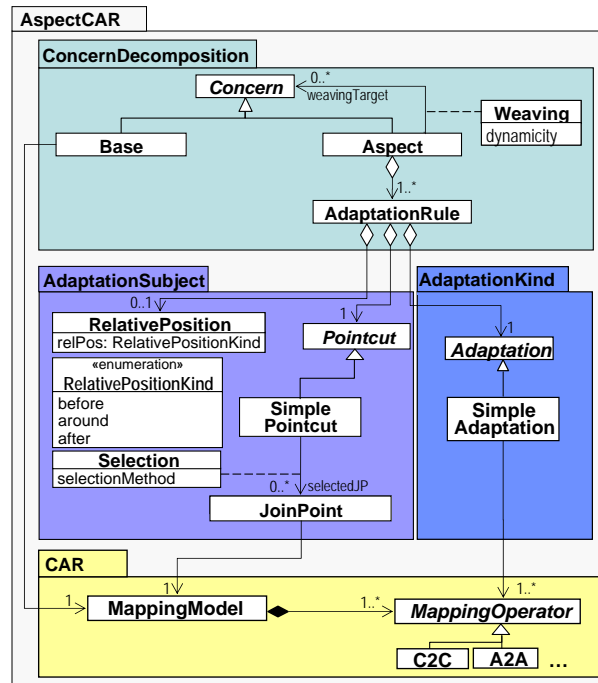 AspectCAR
ConcernDecomposition
Concern
0..*
weavingTarget
Weaving
dynamicity
Base
Aspect
1..*
AdaptationRule
AdaptationSubject
AdaptationKind
0..1
1
1
RelativePosition
relPos: RelativePositionKind
Pointcut
Adaptation
«enumeration»
RelativePositionKind
before
around
after
Simple
Pointcut
Simple
Adaptation
Selection
selectionMethod
0..*
selectedJP
JoinPoint
CAR
1
1
MappingModel
1..*
1..*
MappingOperator
C2C
A2A
...